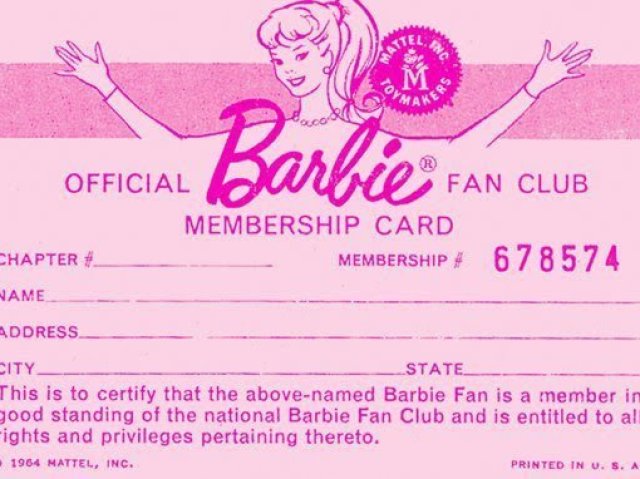 MATTEL, INC.
M
TOYMAKERS
Barbie®
OFFICIAL FAN CLUB
MEMBERSHIP CARD
CHAPTER #
MEMBERSHIP # 678574
NAME
ADDRESS
CITY STATE
This is to certify that the above-named Barbie Fan is a member in
good standing of the national Barbie Fan Club and is entitled to all
rights and privileges pertaining thereto.
© 1964 MATTEL, INC.
PRINTED IN U. S. A